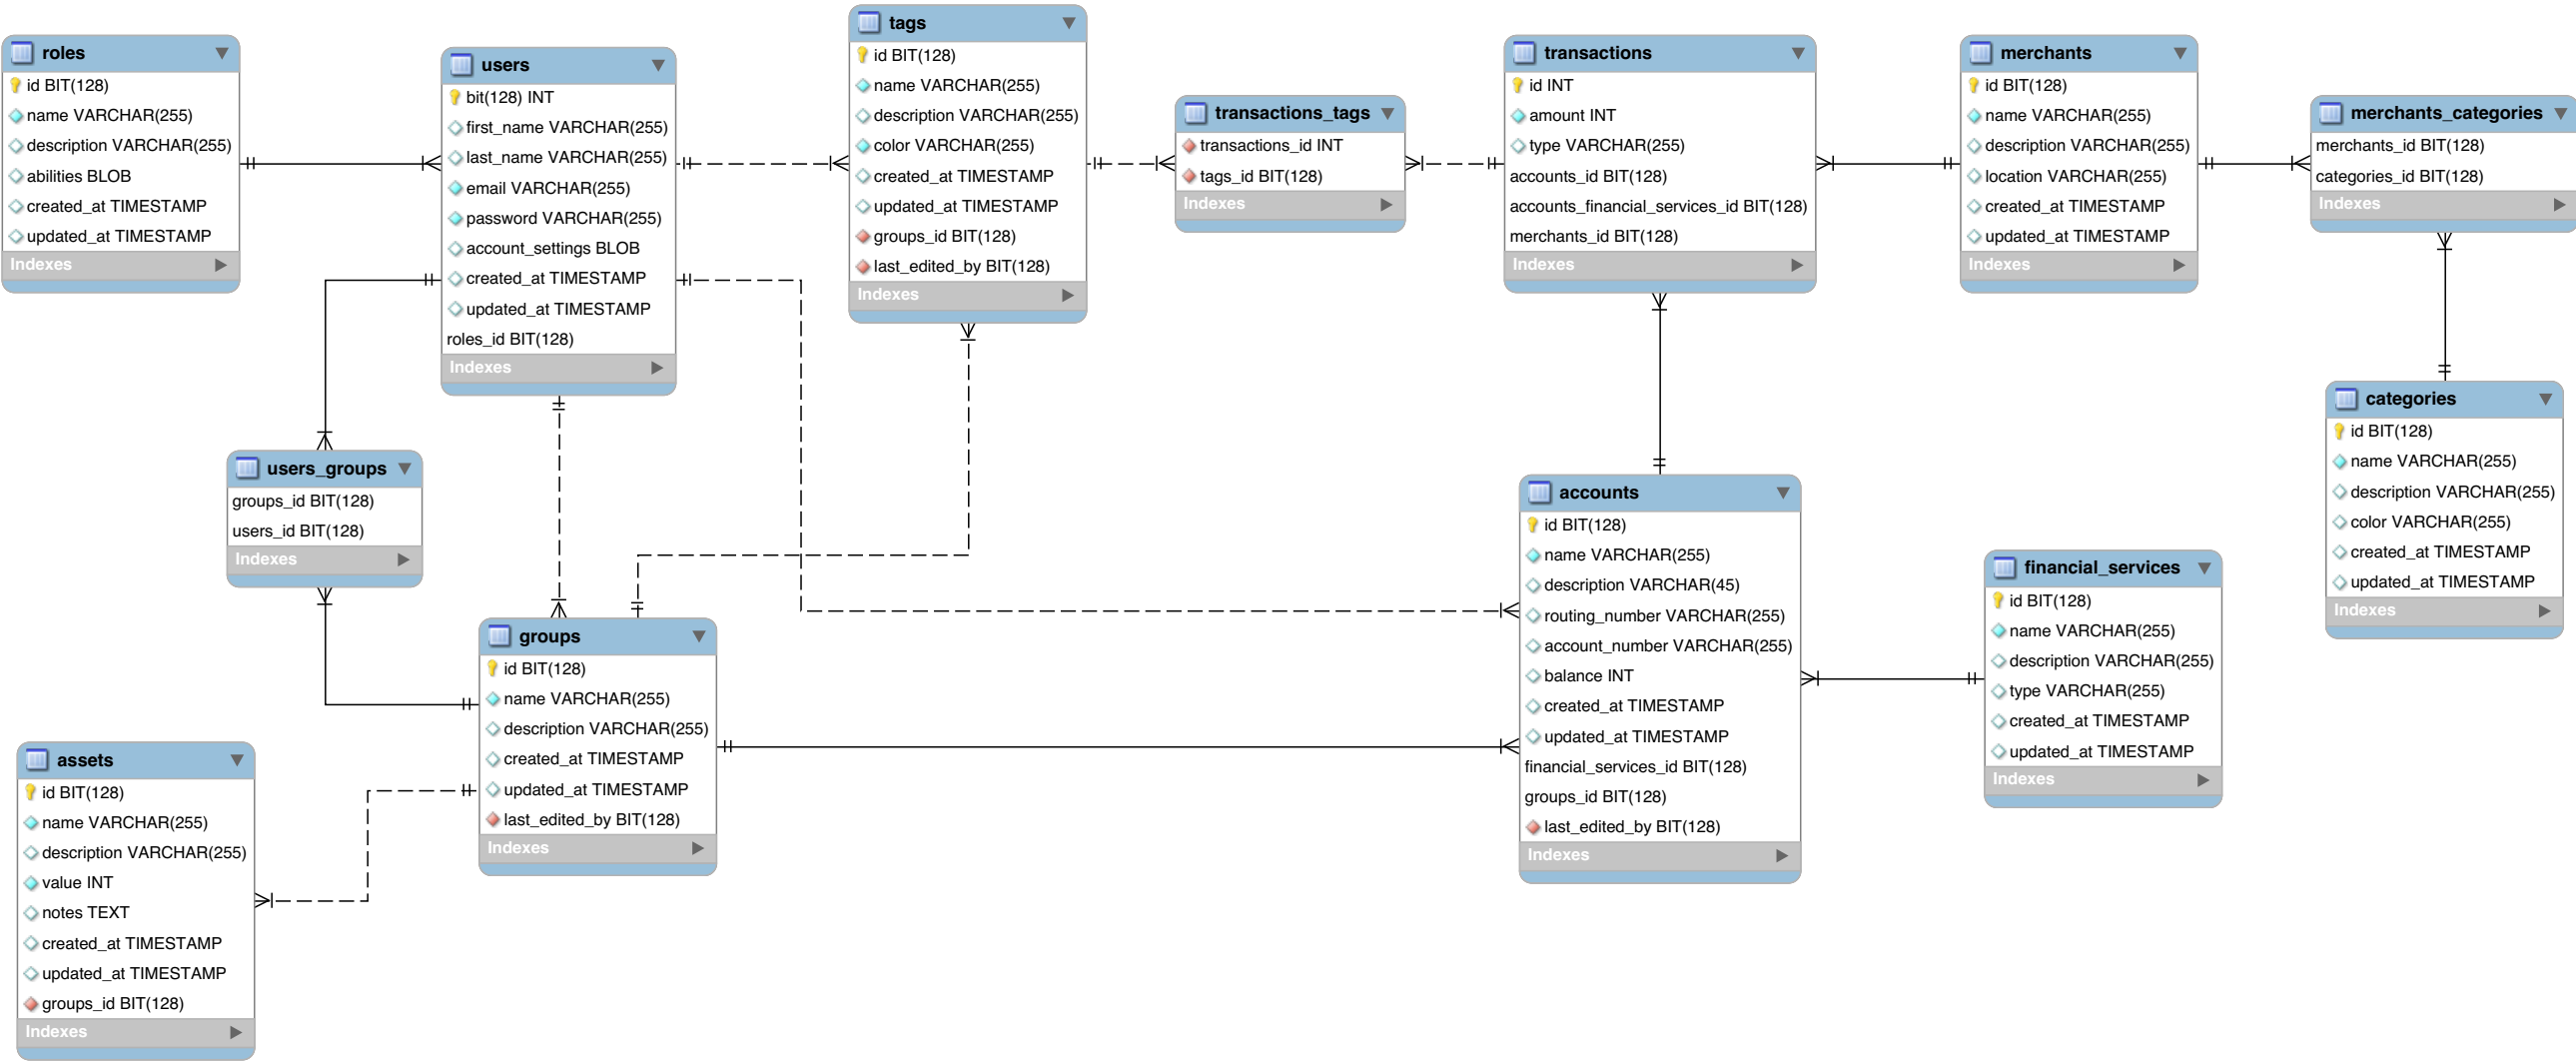 roles
id BIT(128)
name VARCHAR(255)
description VARCHAR(255)
abilities BLOB
created_at TIMESTAMP
updated_at TIMESTAMP
Indexes
users
bit(128) INT
first_name VARCHAR(255)
last_name VARCHAR(255)
email VARCHAR(255)
password VARCHAR(255)
account_settings BLOB
created_at TIMESTAMP
updated_at TIMESTAMP
roles_id BIT(128)
Indexes
tags
id BIT(128)
name VARCHAR(255)
description VARCHAR(255)
color VARCHAR(255)
created_at TIMESTAMP
updated_at TIMESTAMP
groups_id BIT(128)
last_edited_by BIT(128)
Indexes
transactions_tags
transactions_id INT
tags_id BIT(128)
Indexes
transactions
id INT
amount INT
type VARCHAR(255)
accounts_id BIT(128)
accounts_financial_services_id BIT(128)
merchants_id BIT(128)
Indexes
merchants
id BIT(128)
name VARCHAR(255)
description VARCHAR(255)
location VARCHAR(255)
created_at TIMESTAMP
updated_at TIMESTAMP
Indexes
merchants_categories
merchants_id BIT(128)
categories_id BIT(128)
Indexes
users_groups
groups_id BIT(128)
users_id BIT(128)
Indexes
groups
id BIT(128)
name VARCHAR(255)
description VARCHAR(255)
created_at TIMESTAMP
updated_at TIMESTAMP
last_edited_by BIT(128)
Indexes
accounts
id BIT(128)
name VARCHAR(255)
description VARCHAR(45)
routing_number VARCHAR(255)
account_number VARCHAR(255)
balance INT
created_at TIMESTAMP
updated_at TIMESTAMP
financial_services_id BIT(128)
groups_id BIT(128)
last_edited_by BIT(128)
Indexes
financial_services
id BIT(128)
name VARCHAR(255)
description VARCHAR(255)
type VARCHAR(255)
created_at TIMESTAMP
updated_at TIMESTAMP
Indexes
categories
id BIT(128)
name VARCHAR(255)
description VARCHAR(255)
color VARCHAR(255)
created_at TIMESTAMP
updated_at TIMESTAMP
Indexes
assets
id BIT(128)
name VARCHAR(255)
description VARCHAR(255)
value INT
notes TEXT
created_at TIMESTAMP
updated_at TIMESTAMP
groups_id BIT(128)
Indexes